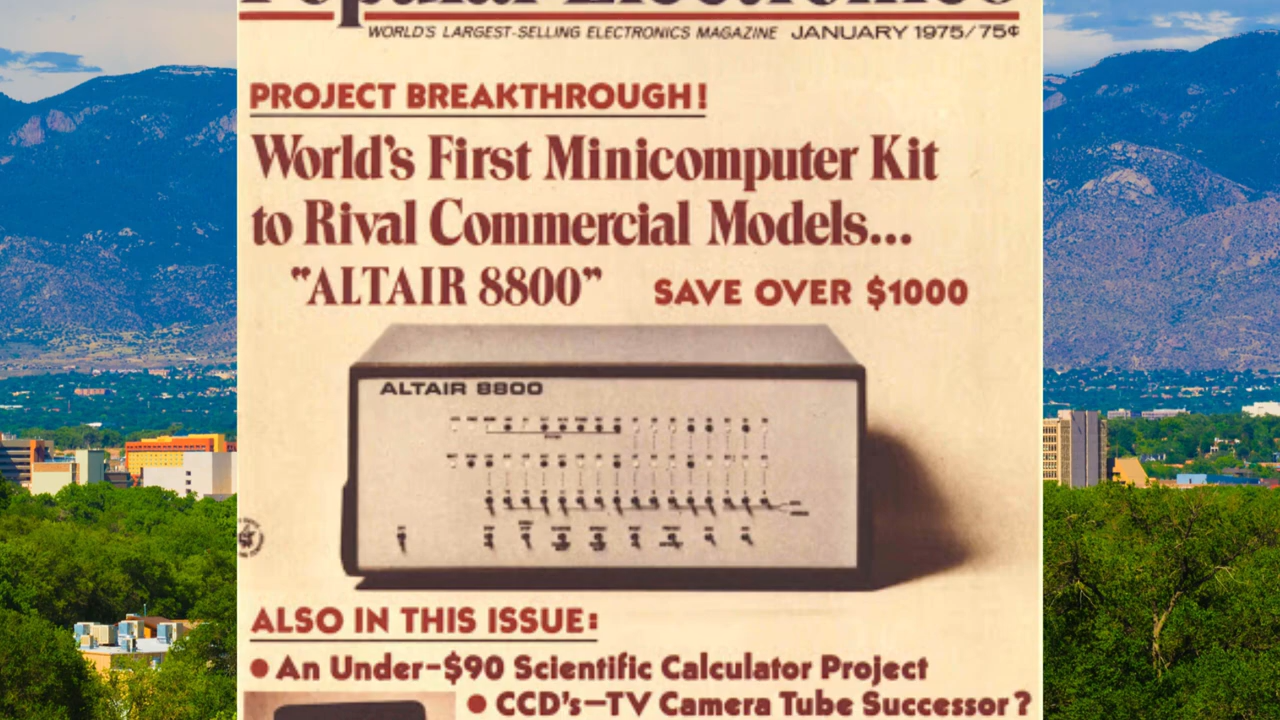 Popular Electronics
WORLD'S LARGEST-SELLING ELECTRONICS MAGAZINE JANUARY 1975/75¢
PROJECT BREAKTHROUGH!
World's First Minicomputer Kit
to Rival Commercial Models...
"ALTAIR 8800" SAVE OVER $1000
ALTAIR 8800
ALSO IN THIS ISSUE:
● An Under-$90 Scientific Calculator Project
● CCD's—TV Camera Tube Successor?